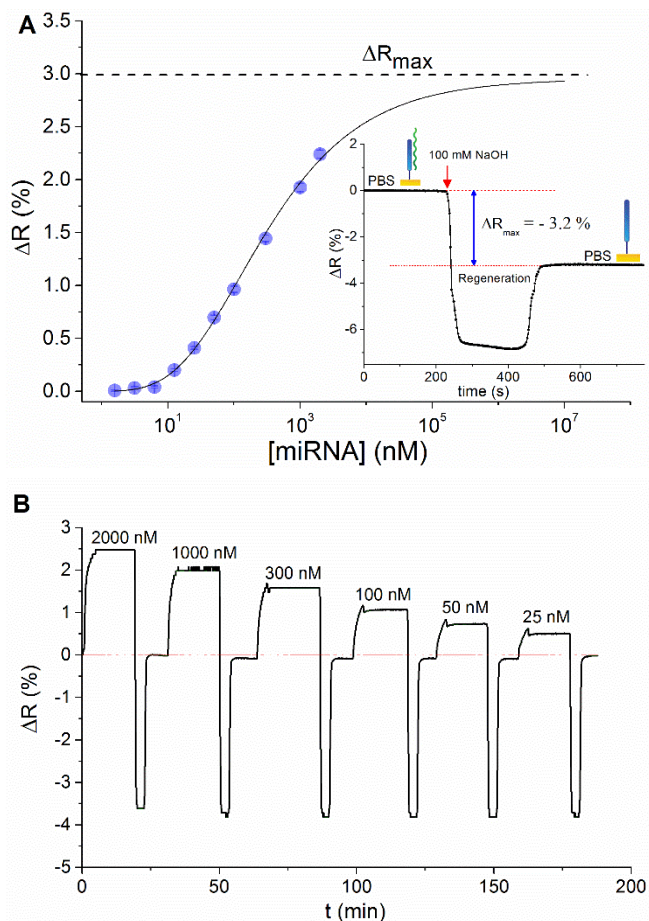 A
ΔRmax
3.5
3.0
2.5
2.0
1.5
1.0
0.5
0.0
ΔR (%)
10^1
10^3
10^5
10^7
[miRNA] (nM)
100 mM NaOH
PBS
0
-2
-4
-6
ΔR (%)
ΔRmax = - 3.2 %
PBS
Regeneration
0
200
400
600
time (s)
B
3
2
1
0
-1
-2
-3
-4
-5
ΔR (%)
2000 nM
1000 nM
300 nM
100 nM
50 nM
25 nM
0
50
100
150
200
t (min)